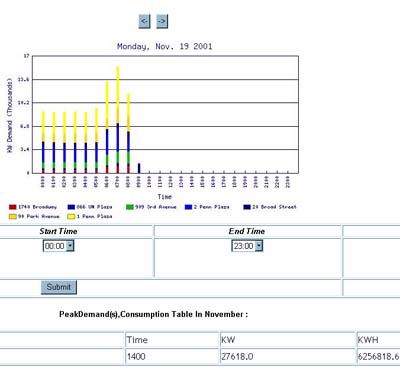 <- ->
Monday, Nov. 19 2001
KW Demand (Thousands)
17
13.6
10.2
6.8
3.4
0
0000 0100 0200 0300 0400 0500 0600 0700 0800 0900 1000 1100 1200 1300 1400 1500 1600 1700 1800 1900 2000 2100 2200 2300
Time
1740 Broadway 866 UN Plaza 909 3rd Avenue 2 Penn Plaza 20 Broad Street
90 Park Avenue 1 Penn Plaza
Start Time End Time
00:00 23:00
Submit
PeakDemand(s),Consumption Table In November :
Time KW KWH
1400 27618.0 6256818.6